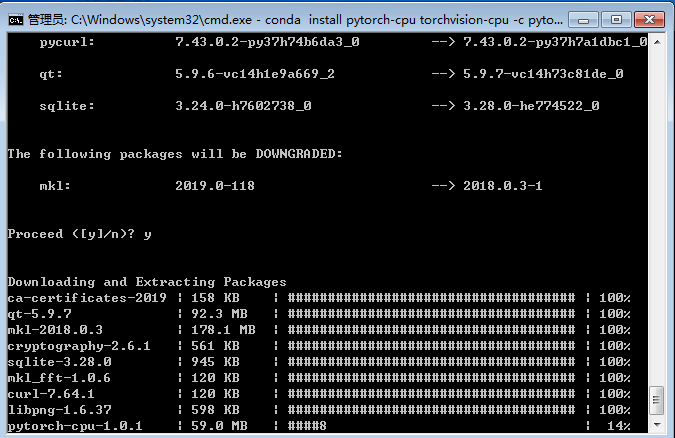 管理员: C:\Windows\system32\cmd.exe - conda install pytorch-cpu torchvision-cpu -c pyto...
pycurl: 7.43.0.2-py37h74b6da3_0 --> 7.43.0.2-py37h7a1dbc1_0
qt: 5.9.6-vc14h1e9a669_2 --> 5.9.7-vc14h73c81de_0
sqlite: 3.24.0-h7602738_0 --> 3.28.0-he774522_0
The following packages will be DOWNGRADED:
mkl: 2019.0-118 --> 2018.0.3-1
Proceed ([y]/n)? y
Downloading and Extracting Packages
ca-certificates-2019 | 158 KB | #################################### | 100%
qt-5.9.7 | 92.3 MB | #################################### | 100%
mkl-2018.0.3 | 178.1 MB | #################################### | 100%
cryptography-2.6.1 | 561 KB | #################################### | 100%
sqlite-3.28.0 | 945 KB | #################################### | 100%
mkl_fft-1.0.6 | 120 KB | #################################### | 100%
curl-7.64.1 | 120 KB | #################################### | 100%
libpng-1.6.37 | 598 KB | #################################### | 100%
pytorch-cpu-1.0.1 | 59.0 MB | ####8 | 14%